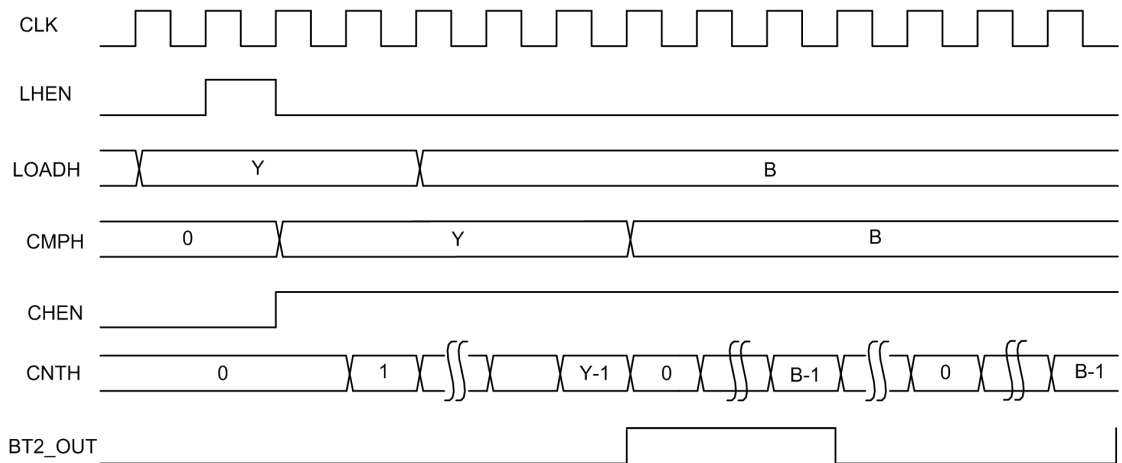 CLK
LHEN
LOADH Y B
CMPH 0 Y B
CHEN
CNTH 0 1 Y-1 0 B-1 0 B-1
BT2_OUT